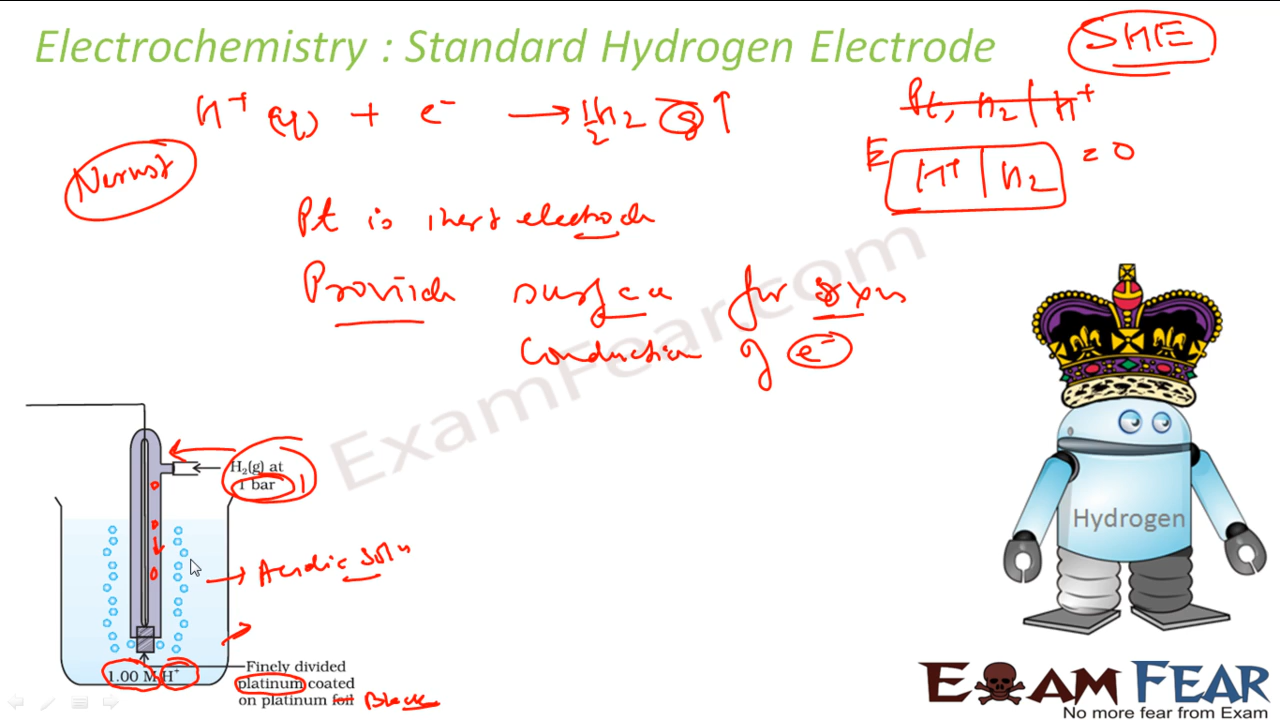 Electrochemistry : Standard Hydrogen Electrode
SHE
H⁺ (aq) + e⁻ → ½ H₂ (g) ↑
Pt, H₂ | H⁺
E H⁺ | H₂ = 0
Nernst
Pt is inert electrode
Provide surface for rxn
Conduction of e⁻
ExamFear.com
H₂(g) at
1 bar
Acidic soln
1.00 M H⁺
Finely divided
platinum coated
on platinum foil Black
Hydrogen
EXAM FEAR
No more fear from Exam